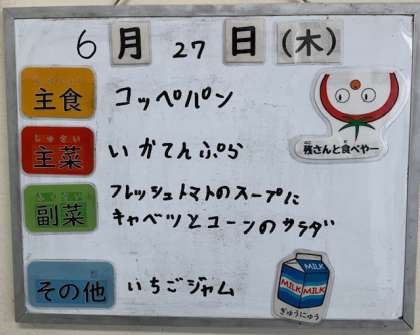 6月27日(木)
主食 コッペパン
残さんと食べやー
主菜 いかてんぷら
副菜 フレッシュトマトのスープに
キャベツとコーンのサラダ
その他 いちごジャム
MILK
MILK MILK
ぎゅうにゅう